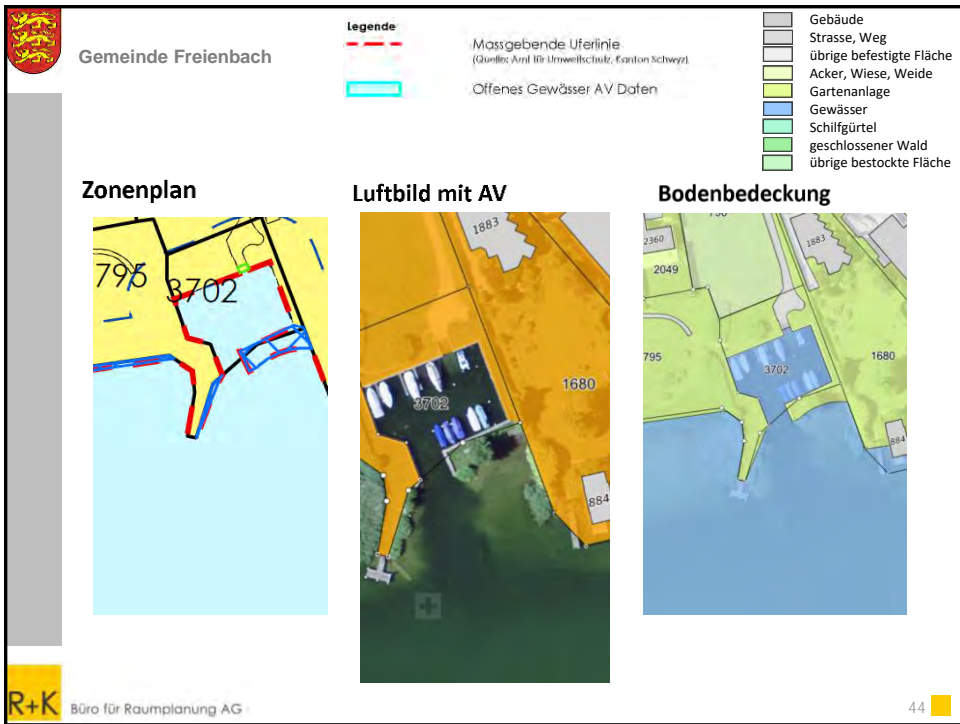 Gemeinde Freienbach
Legende
Massgebende Uferlinie
(Quelle: Amt für Umweltschutz, Kanton Schwyz)
Offenes Gewässer AV Daten
Gebäude
Strasse, Weg
übrige befestigte Fläche
Acker, Wiese, Weide
Gartenanlage
Gewässer
Schilfgürtel
geschlossener Wald
übrige bestockte Fläche
Zonenplan
795
3702
Luftbild mit AV
1883
3702
1680
884
Bodenbedeckung
2360
2049
1883
795
3702
1680
884
R+K Büro für Raumplanung AG
44